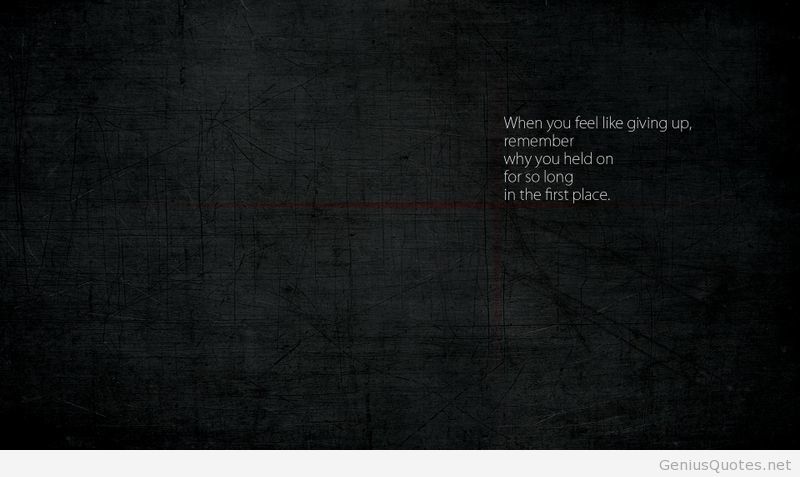 When you feel like giving up,
remember
why you held on
for so long
in the first place.
GeniusQuotes.net